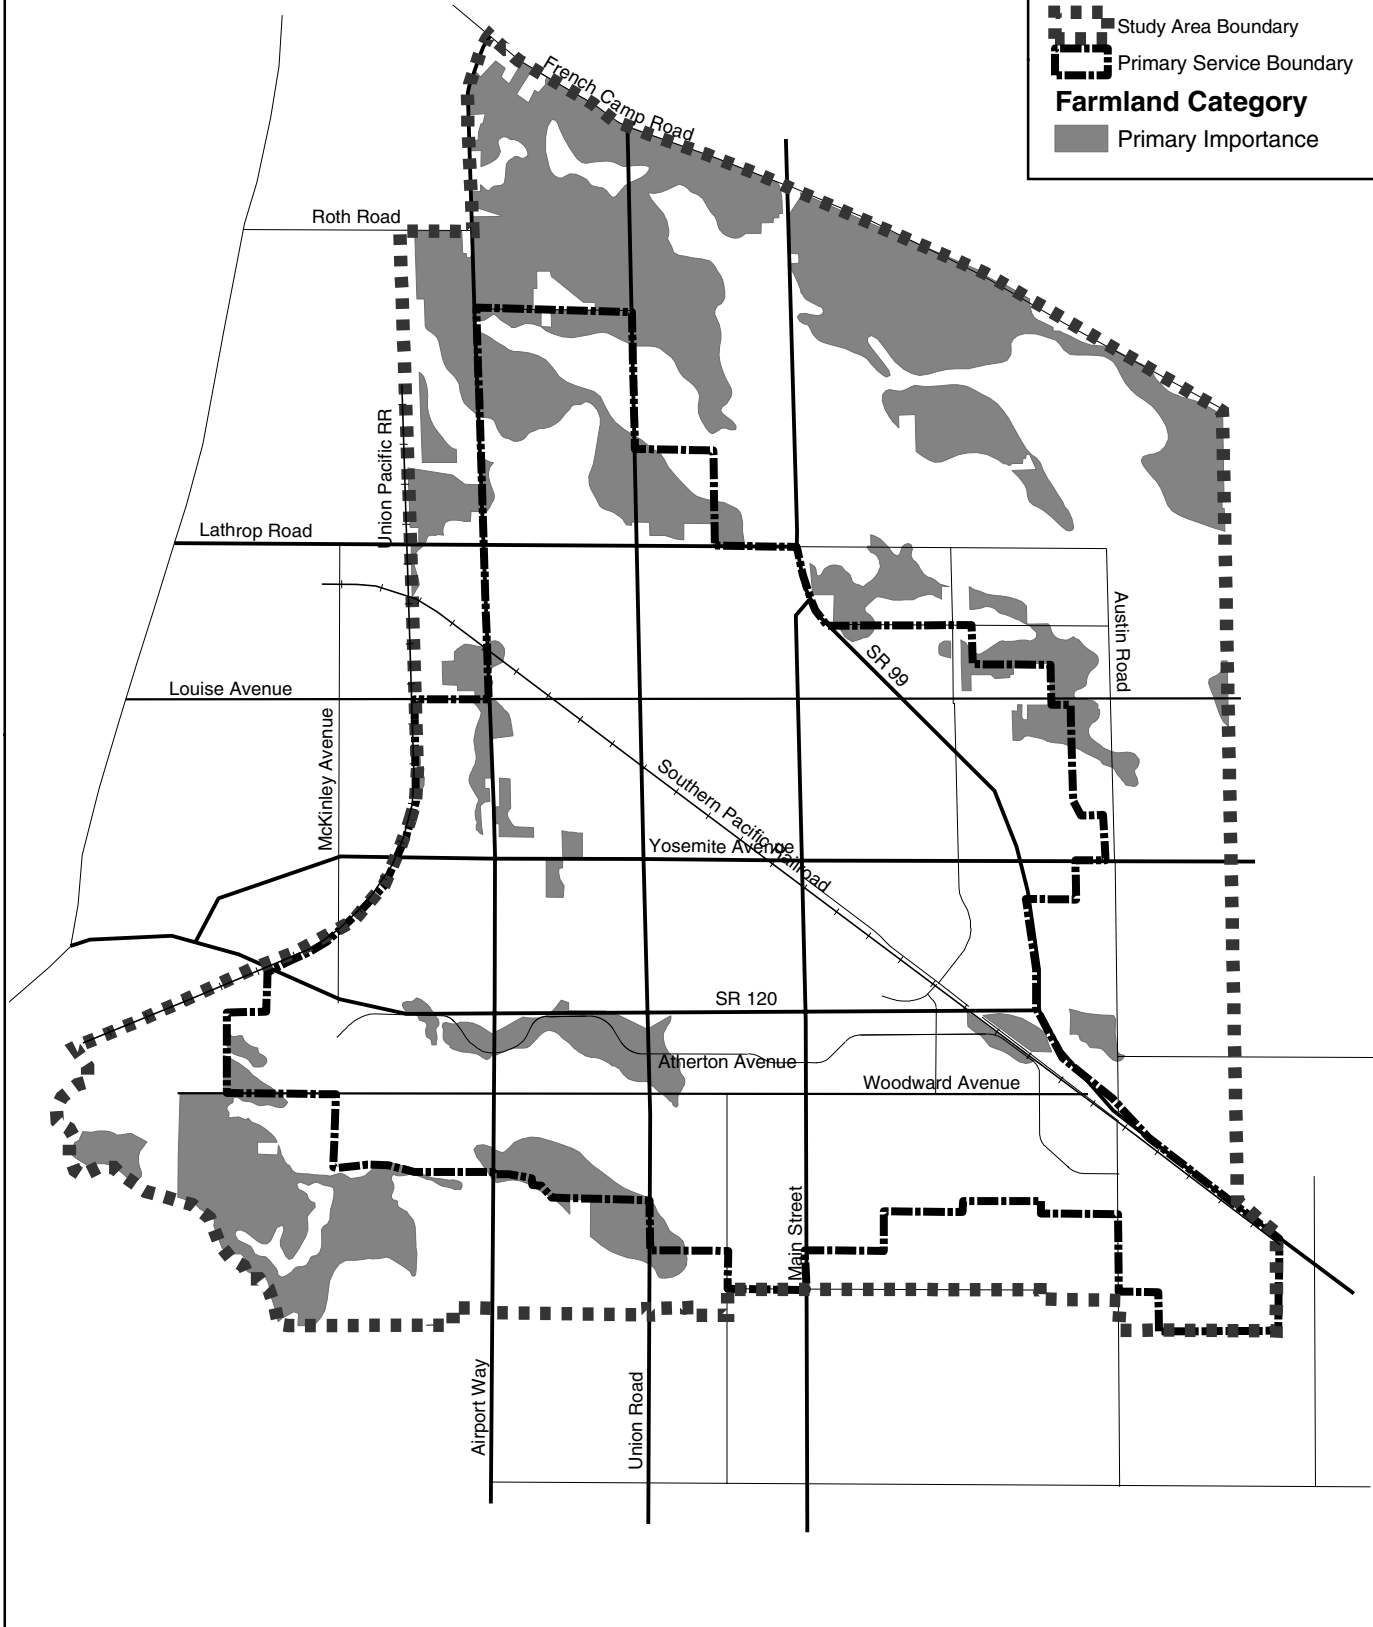 Study Area Boundary
Primary Service Boundary
Farmland Category
Primary Importance
French Camp Road
Roth Road
Union Pacific RR
Lathrop Road
Austin Road
SR 99
Louise Avenue
McKinley Avenue
Southern Pacific Railroad
Yosemite Avenue
SR 120
Atherton Avenue
Woodward Avenue
Main Street
Airport Way
Union Road